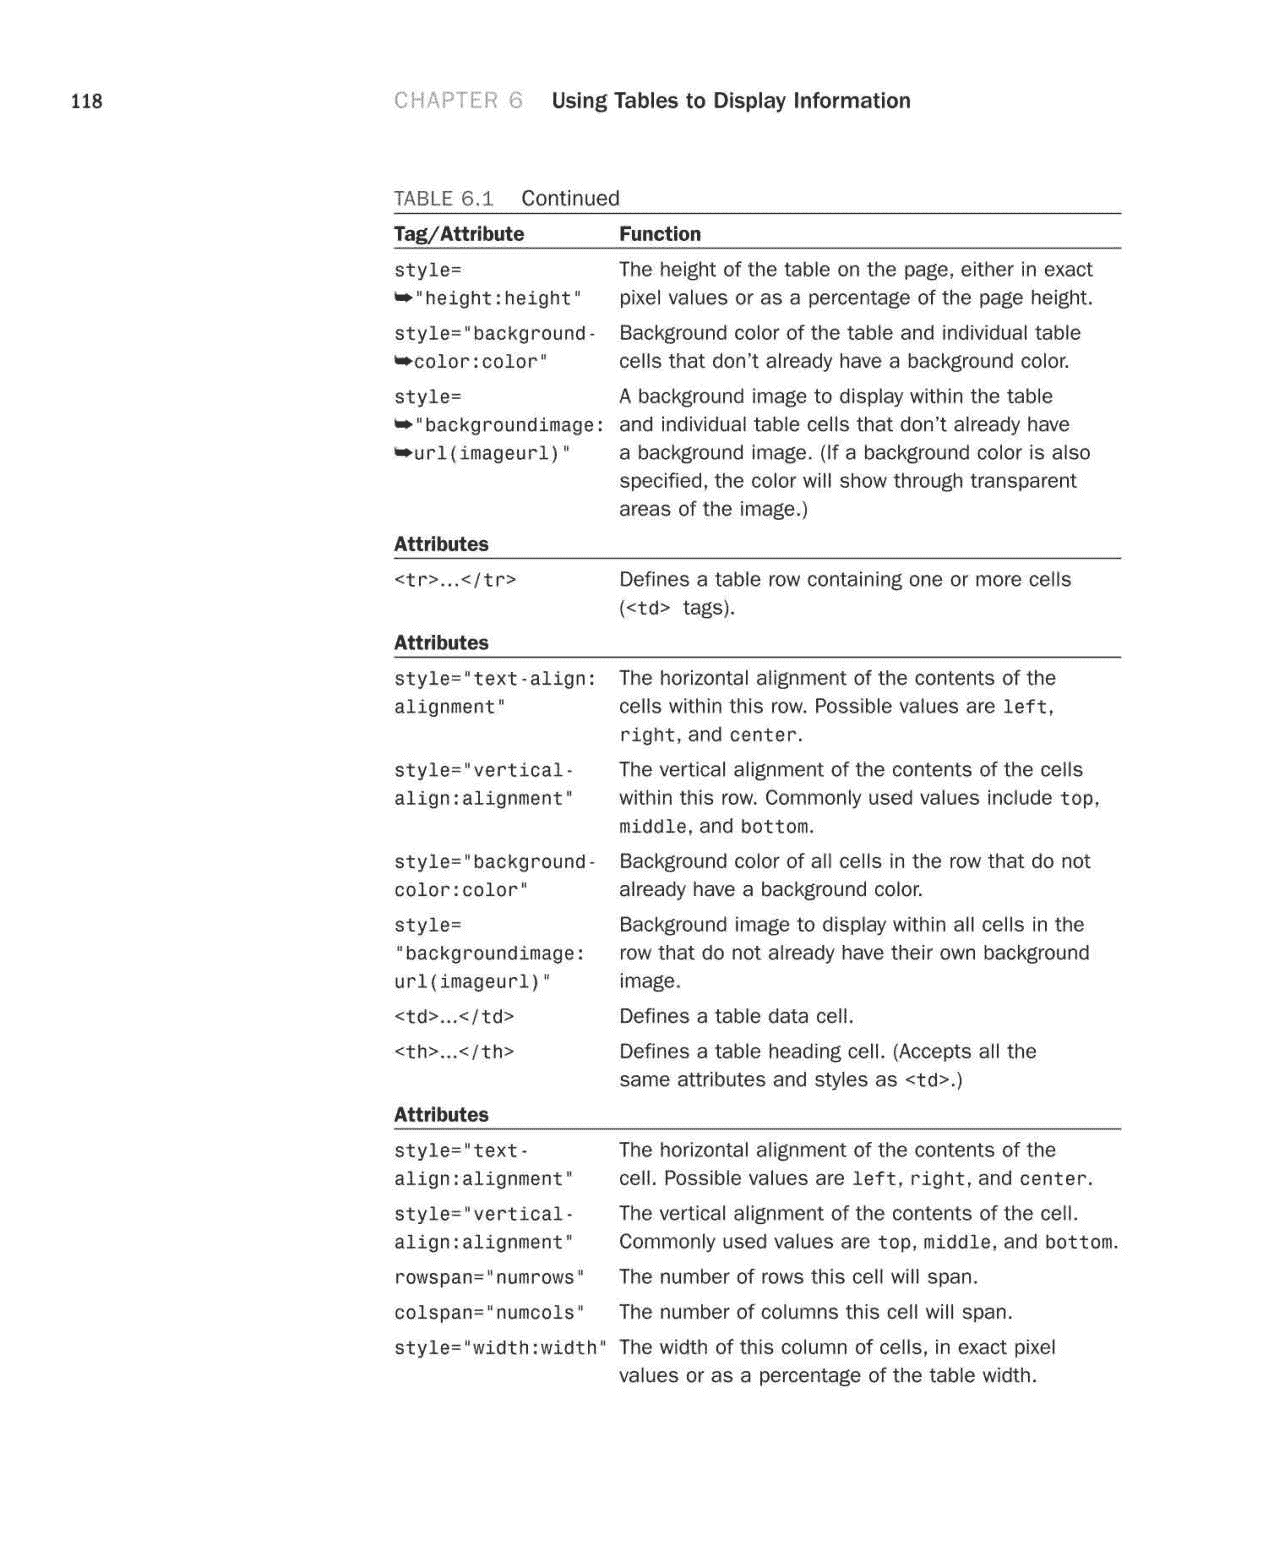 118 CHAPTER 6 Using Tables to Display Information
TABLE 6.1 Continued
Tag/Attribute Function
style= The height of the table on the page, either in exact
➥"height:height" pixel values or as a percentage of the page height.
style="background- Background color of the table and individual table
➥color:color" cells that don't already have a background color.
style= A background image to display within the table
➥"backgroundimage: and individual table cells that don't already have
➥url(imageurl)" a background image. (If a background color is also
specified, the color will show through transparent
areas of the image.)
Attributes
<tr>...</tr> Defines a table row containing one or more cells
(<td> tags).
Attributes
style="text-align: The horizontal alignment of the contents of the
alignment" cells within this row. Possible values are left,
right, and center.
style="vertical- The vertical alignment of the contents of the cells
align:alignment" within this row. Commonly used values include top,
middle, and bottom.
style="background- Background color of all cells in the row that do not
color:color" already have a background color.
style= Background image to display within all cells in the
"backgroundimage: row that do not already have their own background
url(imageurl)" image.
<td>...</td> Defines a table data cell.
<th>...</th> Defines a table heading cell. (Accepts all the
same attributes and styles as <td>.)
Attributes
style="text- The horizontal alignment of the contents of the
align:alignment" cell. Possible values are left, right, and center.
style="vertical- The vertical alignment of the contents of the cell.
align:alignment" Commonly used values are top, middle, and bottom.
rowspan="numrows" The number of rows this cell will span.
colspan="numcols" The number of columns this cell will span.
style="width:width" The width of this column of cells, in exact pixel
values or as a percentage of the table width.